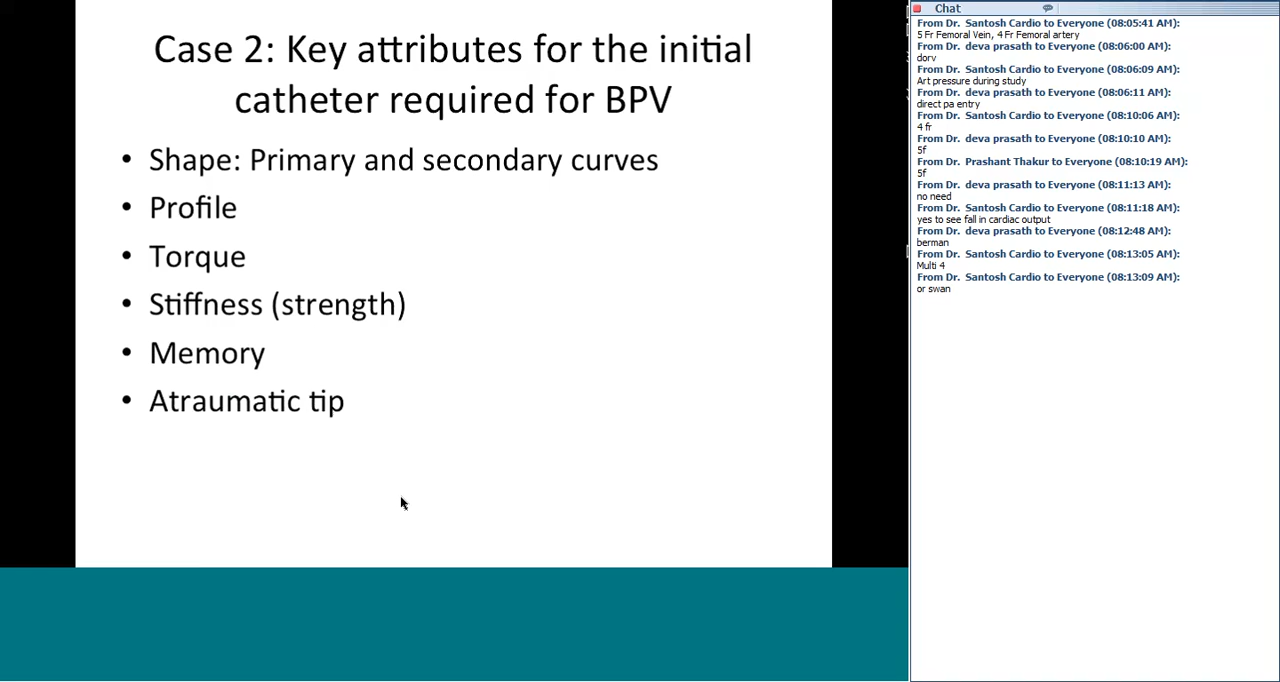 Case 2: Key attributes for the initial
catheter required for BPV
• Shape: Primary and secondary curves
• Profile
• Torque
• Stiffness (strength)
• Memory
• Atraumatic tip
Chat
From Dr. Santosh Cardio to Everyone (08:05:41 AM):
5 Fr Femoral Vein, 4 Fr Femoral artery
From Dr. deva prasath to Everyone (08:06:00 AM):
dorv
From Dr. Santosh Cardio to Everyone (08:06:09 AM):
Art pressure during study
From Dr. deva prasath to Everyone (08:06:11 AM):
direct pa entry
From Dr. Santosh Cardio to Everyone (08:10:06 AM):
4 fr
From Dr. deva prasath to Everyone (08:10:10 AM):
5f
From Dr. Prashant Thakur to Everyone (08:10:19 AM):
5f
From Dr. deva prasath to Everyone (08:11:13 AM):
no need
From Dr. Santosh Cardio to Everyone (08:11:18 AM):
yes to see fall in cardiac output
From Dr. deva prasath to Everyone (08:12:48 AM):
berman
From Dr. Santosh Cardio to Everyone (08:13:05 AM):
Multi 4
From Dr. Santosh Cardio to Everyone (08:13:09 AM):
or swan